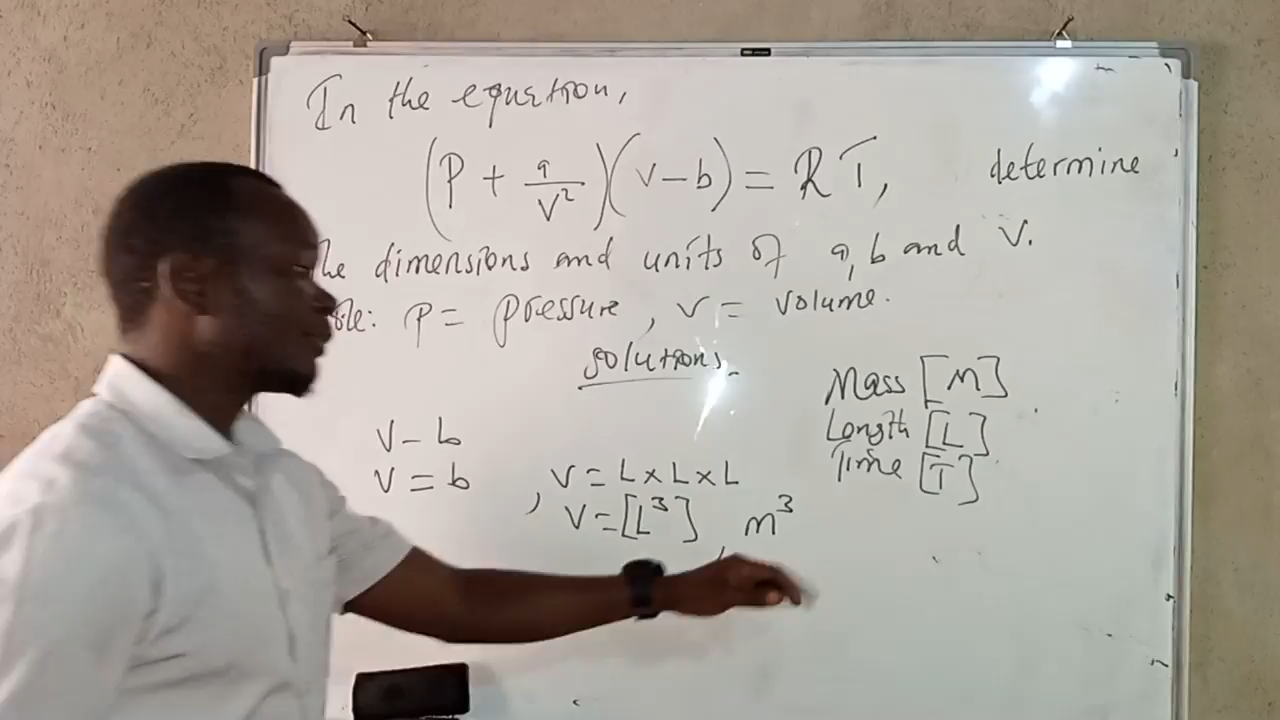 In the equation,
(P + a/V²)(V – b) = RT, determine
the dimensions and units of a, b and V.
P = pressure, V = volume.
solutions.
Mass [M]
Length [L]
Time [T]
V – b
V = b , V = L x L x L
V = [L³] , m³